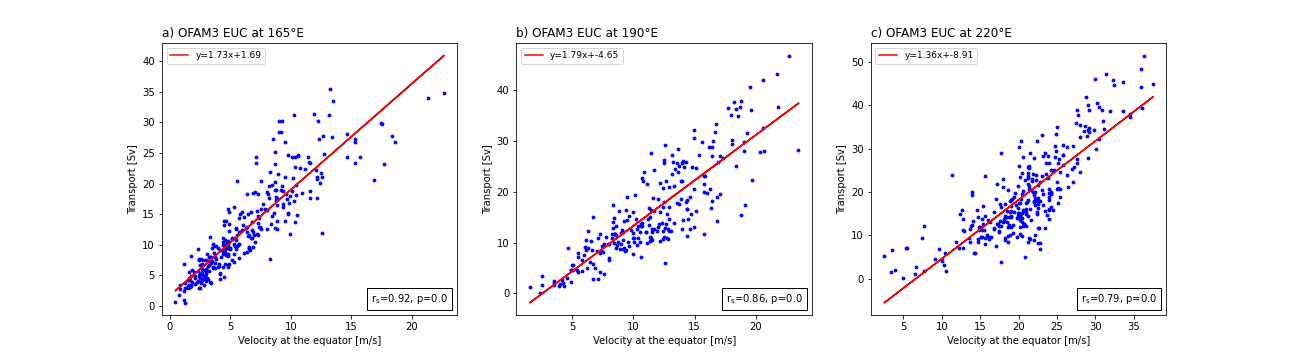 a) OFAM3 EUC at 165°E
y=1.73x+1.69
Transport [Sv]
40
35
30
25
20
15
10
5
0
rs=0.92, p=0.0
0 5 10 15 20
Velocity at the equator [m/s]
b) OFAM3 EUC at 190°E
y=1.79x+-4.65
Transport [Sv]
40
30
20
10
0
rs=0.86, p=0.0
5 10 15 20
Velocity at the equator [m/s]
c) OFAM3 EUC at 220°E
y=1.36x+-8.91
Transport [Sv]
50
40
30
20
10
0
rs=0.79, p=0.0
5 10 15 20 25 30 35
Velocity at the equator [m/s]